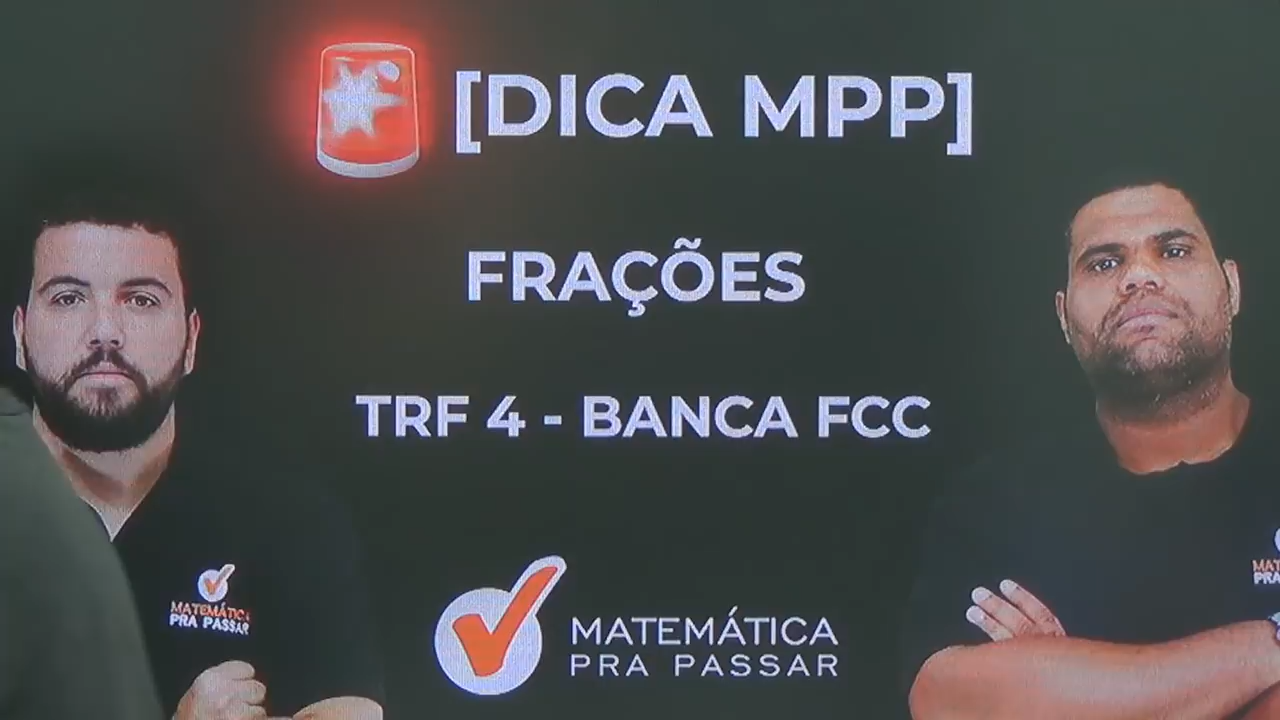 [DICA MPP]
FRAÇÕES
TRF 4 - BANCA FCC
MATEMÁTICA
PRA PASSAR
MATEMÁTICA
PRA PASSAR